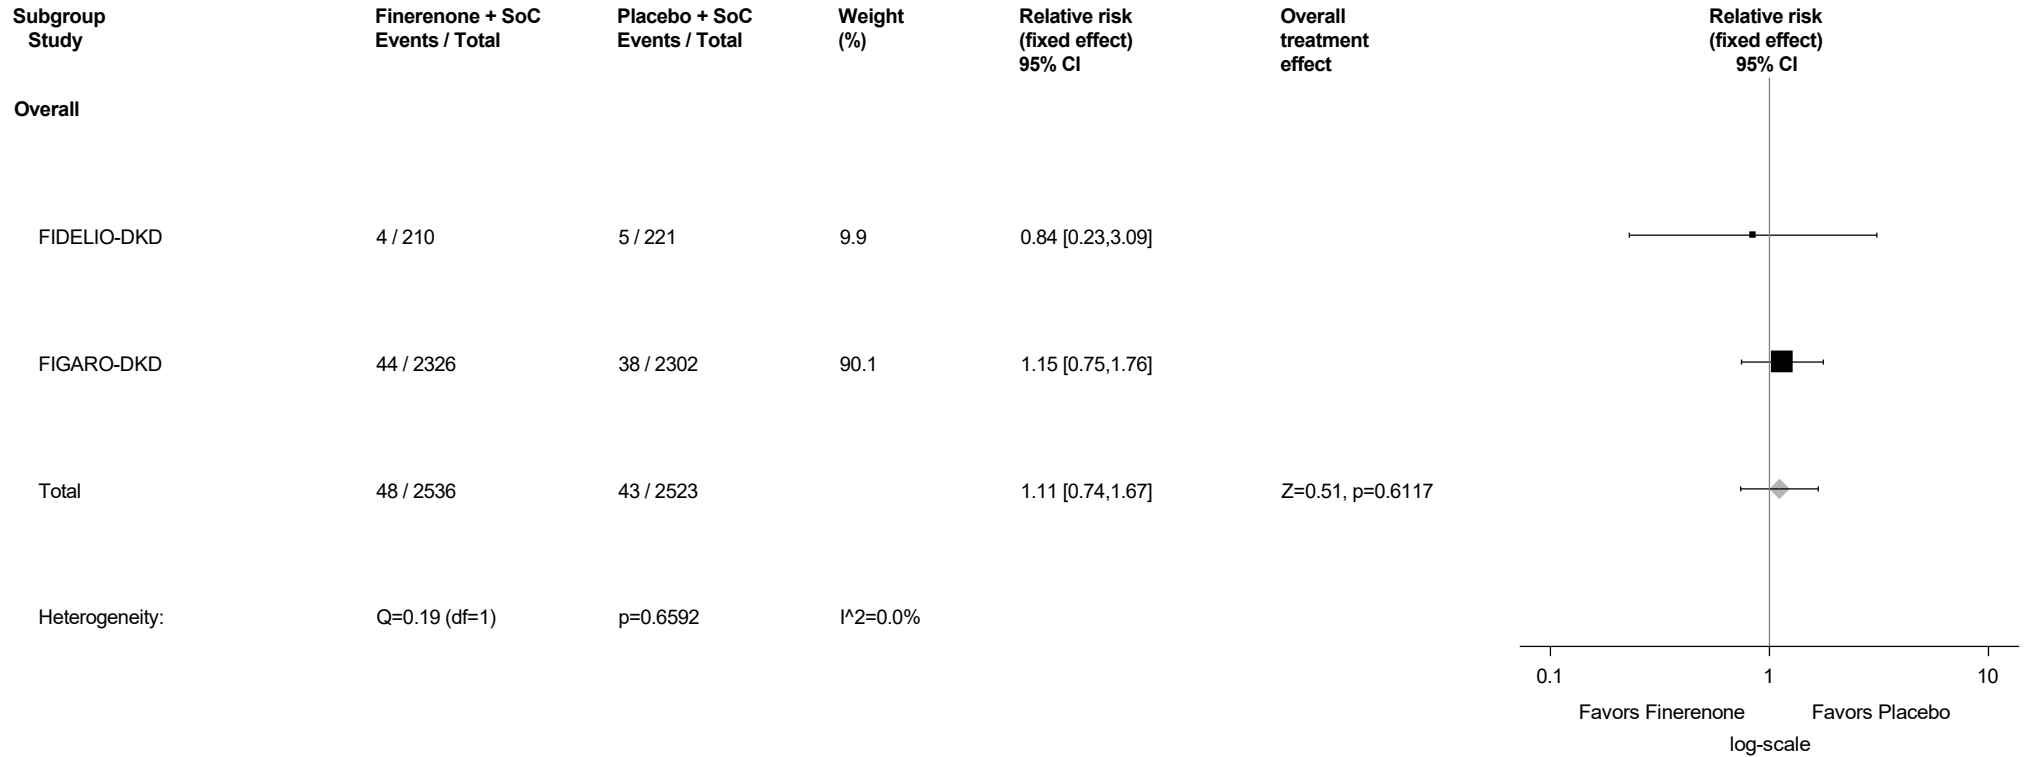 Subgroup Finerenone + SoC Placebo + SoC Weight Relative risk Overall Relative risk
Study Events / Total Events / Total (%) (fixed effect) treatment (fixed effect)
95% CI effect 95% CI
Overall
FIDELIO-DKD 4 / 210 5 / 221 9.9 0.84 [0.23,3.09]
FIGARO-DKD 44 / 2326 38 / 2302 90.1 1.15 [0.75,1.76]
Total 48 / 2536 43 / 2523 1.11 [0.74,1.67] Z=0.51, p=0.6117
Heterogeneity: Q=0.19 (df=1) p=0.6592 I^2=0.0%
0.1 1 10
Favors Finerenone Favors Placebo
log-scale